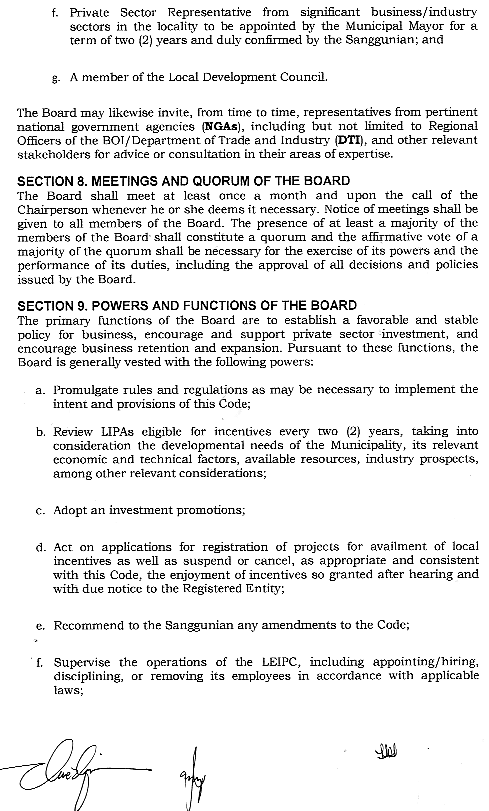 f. Private Sector Representative from significant business/industry
sectors in the locality to be appointed by the Municipal Mayor for a
term of two (2) years and duly confirmed by the Sanggunian; and
g. A member of the Local Development Council.
The Board may likewise invite, from time to time, representatives from pertinent
national government agencies (NGAs), including but not limited to Regional
Officers of the BOI/Department of Trade and Industry (DTI), and other relevant
stakeholders for advice or consultation in their areas of expertise.
SECTION 8. MEETINGS AND QUORUM OF THE BOARD
The Board shall meet at least once a month and upon the call of the
Chairperson whenever he or she deems it necessary. Notice of meetings shall be
given to all members of the Board. The presence of at least a majority of the
members of the Board shall constitute a quorum and the affirmative vote of a
majority of the quorum shall be necessary for the exercise of its powers and the
performance of its duties, including the approval of all decisions and policies
issued by the Board.
SECTION 9. POWERS AND FUNCTIONS OF THE BOARD
The primary functions of the Board are to establish a favorable and stable
policy for business, encourage and support private sector investment, and
encourage business retention and expansion. Pursuant to these functions, the
Board is generally vested with the following powers:
a. Promulgate rules and regulations as may be necessary to implement the
intent and provisions of this Code;
b. Review LIPAs eligible for incentives every two (2) years, taking into
consideration the developmental needs of the Municipality, its relevant
economic and technical factors, available resources, industry prospects,
among other relevant considerations;
c. Adopt an investment promotions;
d. Act on applications for registration of projects for availment of local
incentives as well as suspend or cancel, as appropriate and consistent
with this Code, the enjoyment of incentives so granted after hearing and
with due notice to the Registered Entity;
e. Recommend to the Sanggunian any amendments to the Code;
f. Supervise the operations of the LEIPC, including appointing/hiring,
disciplining, or removing its employees in accordance with applicable
laws;